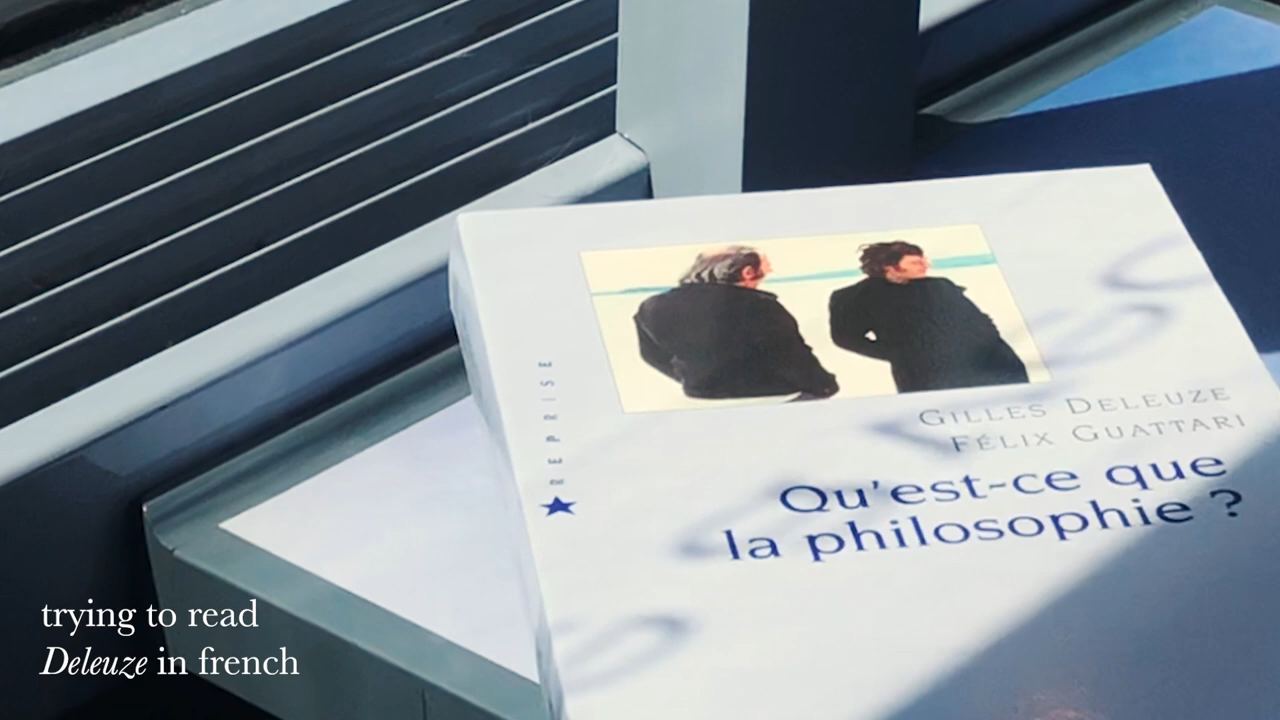 REPRISE
GILLES DELEUZE
FÉLIX GUATTARI
Qu'est-ce que
la philosophie ?
trying to read
Deleuze in french